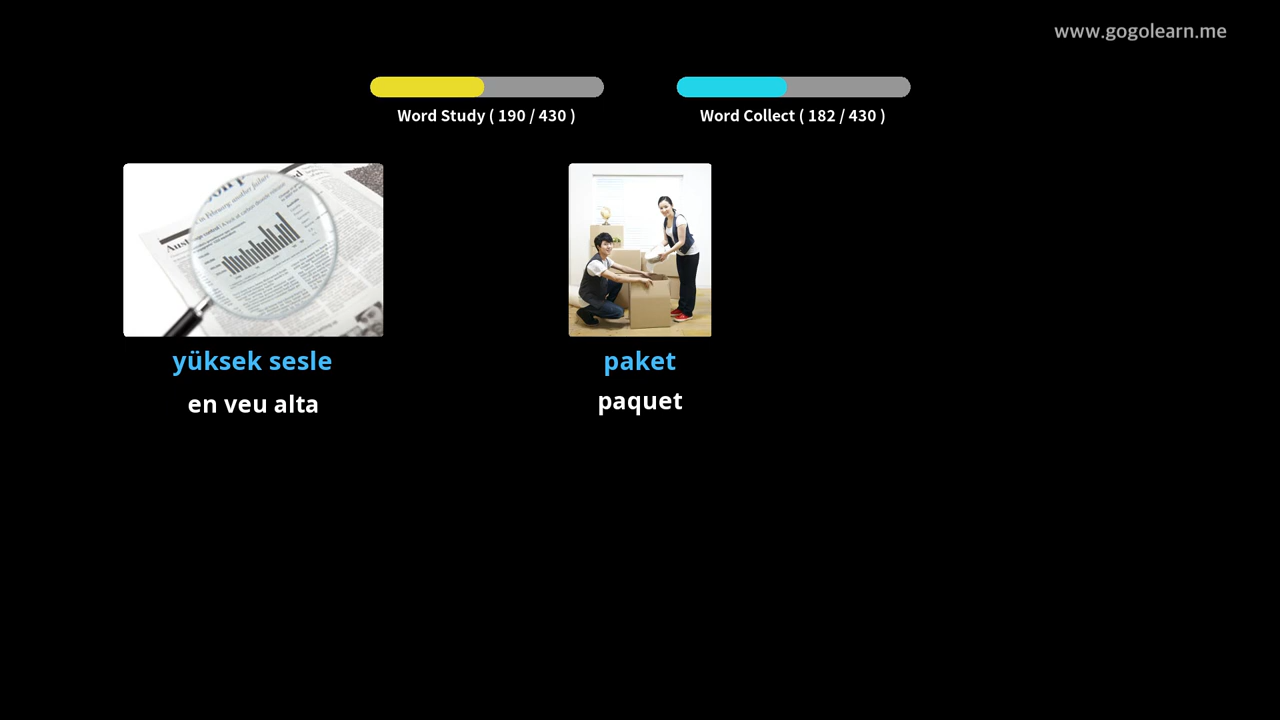 www.gogolearn.me
Word Study ( 190 / 430 )
Word Collect ( 182 / 430 )
yüksek sesle
en veu alta
paket
paquet